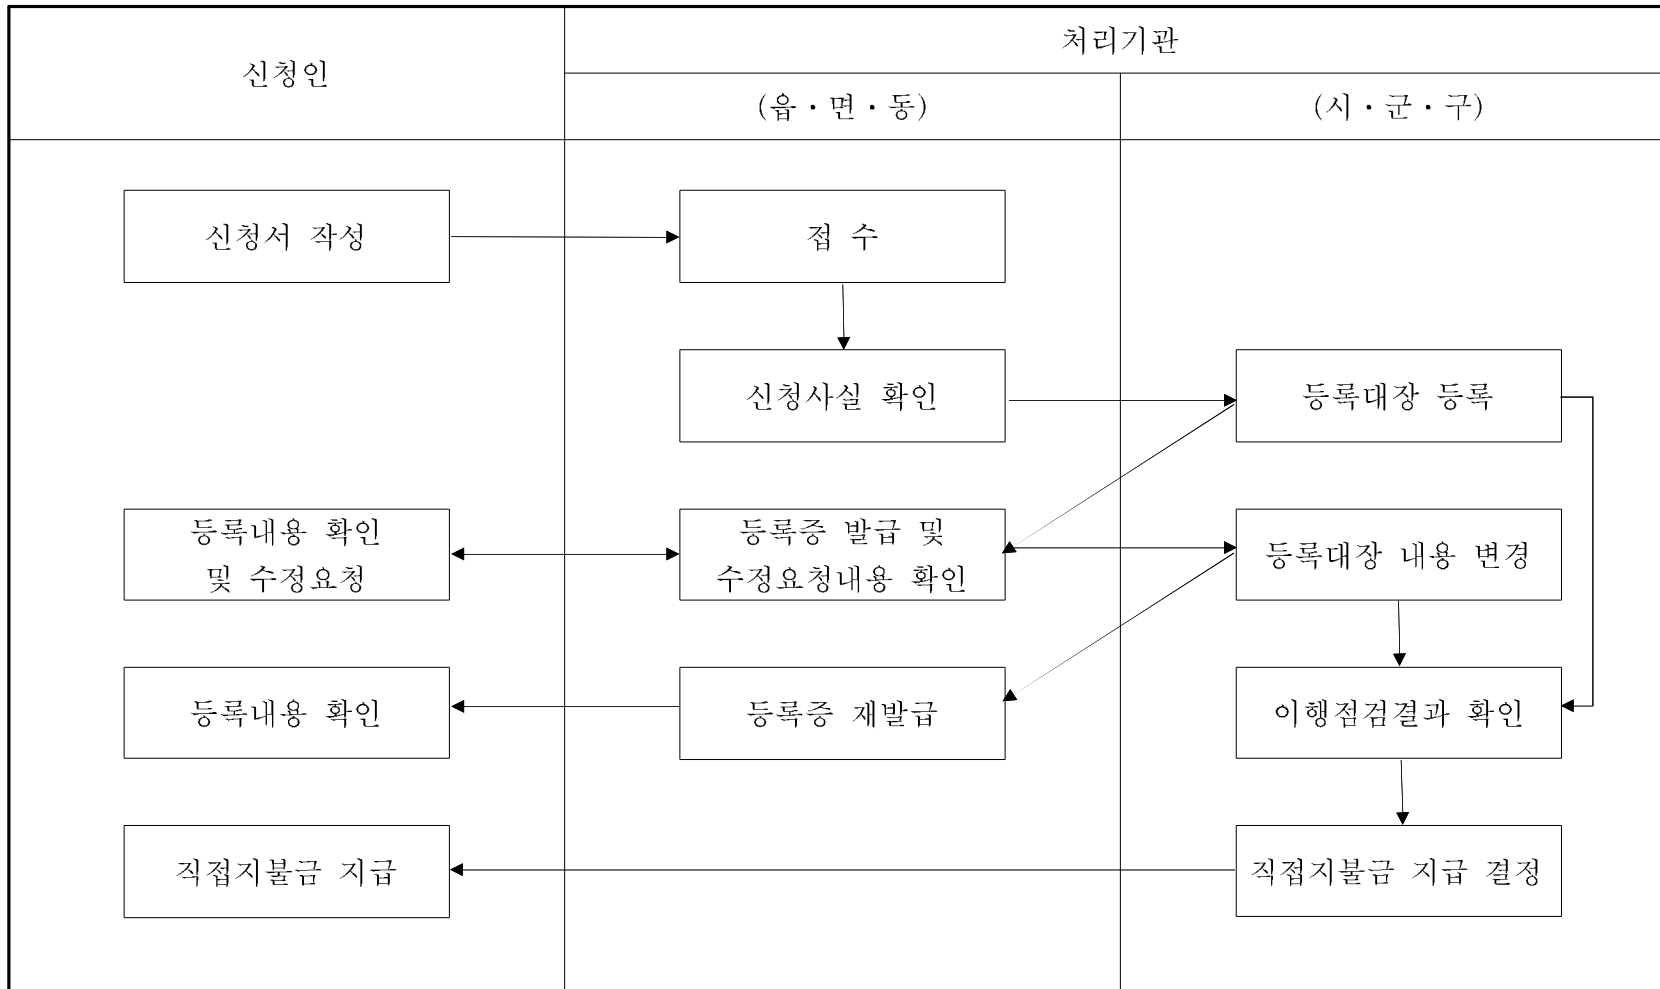 신청인
처리기관
(읍·면·동)
(시·군·구)
신청서 작성
접 수
신청사실 확인
등록대장 등록
등록내용 확인
및 수정요청
등록증 발급 및
수정요청내용 확인
등록대장 내용 변경
등록내용 확인
등록증 재발급
이행점검결과 확인
직접지불금 지급
직접지불금 지급 결정